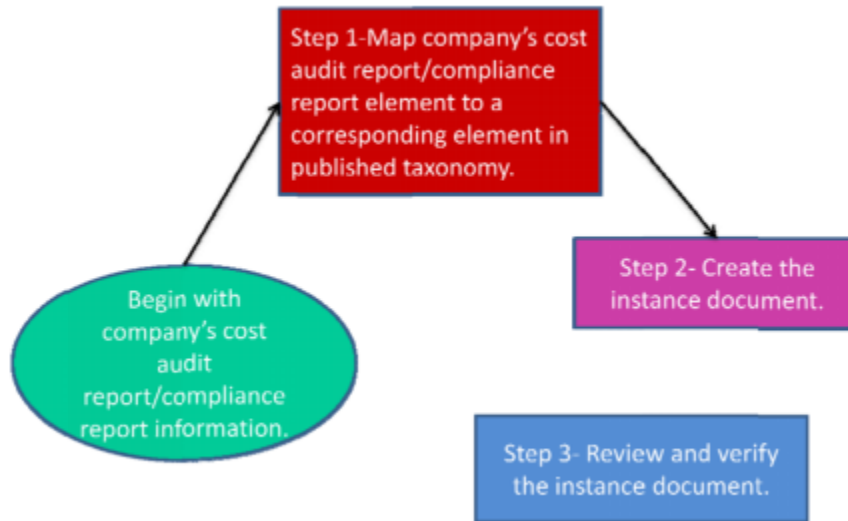 Step 1-Map company's cost
audit report/compliance
report element to a
corresponding element in
published taxonomy.
Step 2- Create the
instance document.
Begin with
company's cost
audit
report/compliance
report information.
Step 3- Review and verify
the instance document.